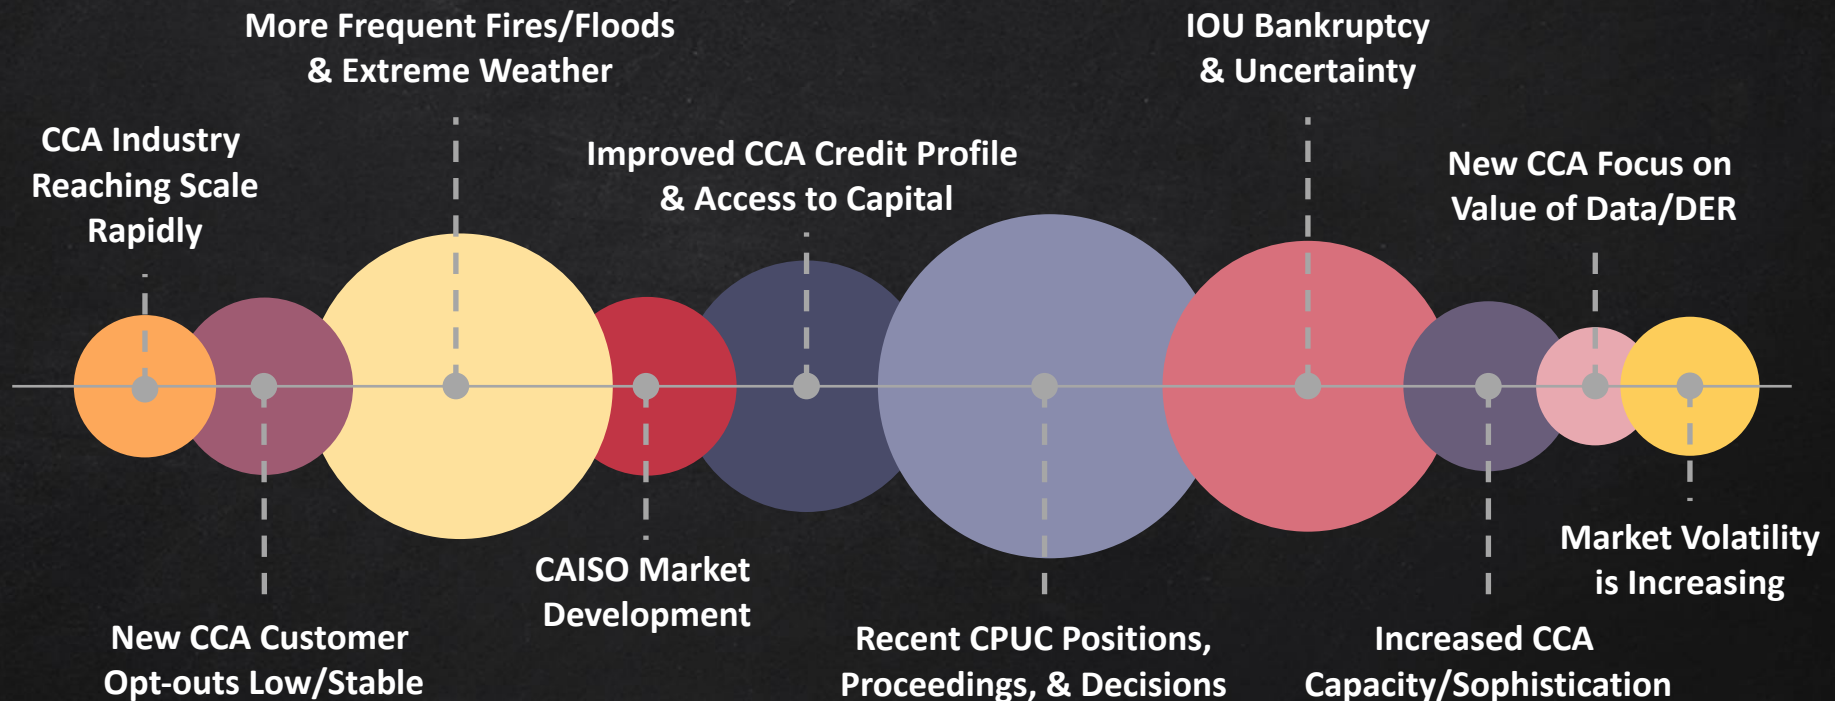 More Frequent Fires/Floods
& Extreme Weather
IOU Bankruptcy
& Uncertainty
CCA Industry
Reaching Scale
Rapidly
Improved CCA Credit Profile
& Access to Capital
New CCA Focus on
Value of Data/DER
CAISO Market
Development
Market Volatility
is Increasing
New CCA Customer
Opt-outs Low/Stable
Recent CPUC Positions,
Proceedings, & Decisions
Increased CCA
Capacity/Sophistication